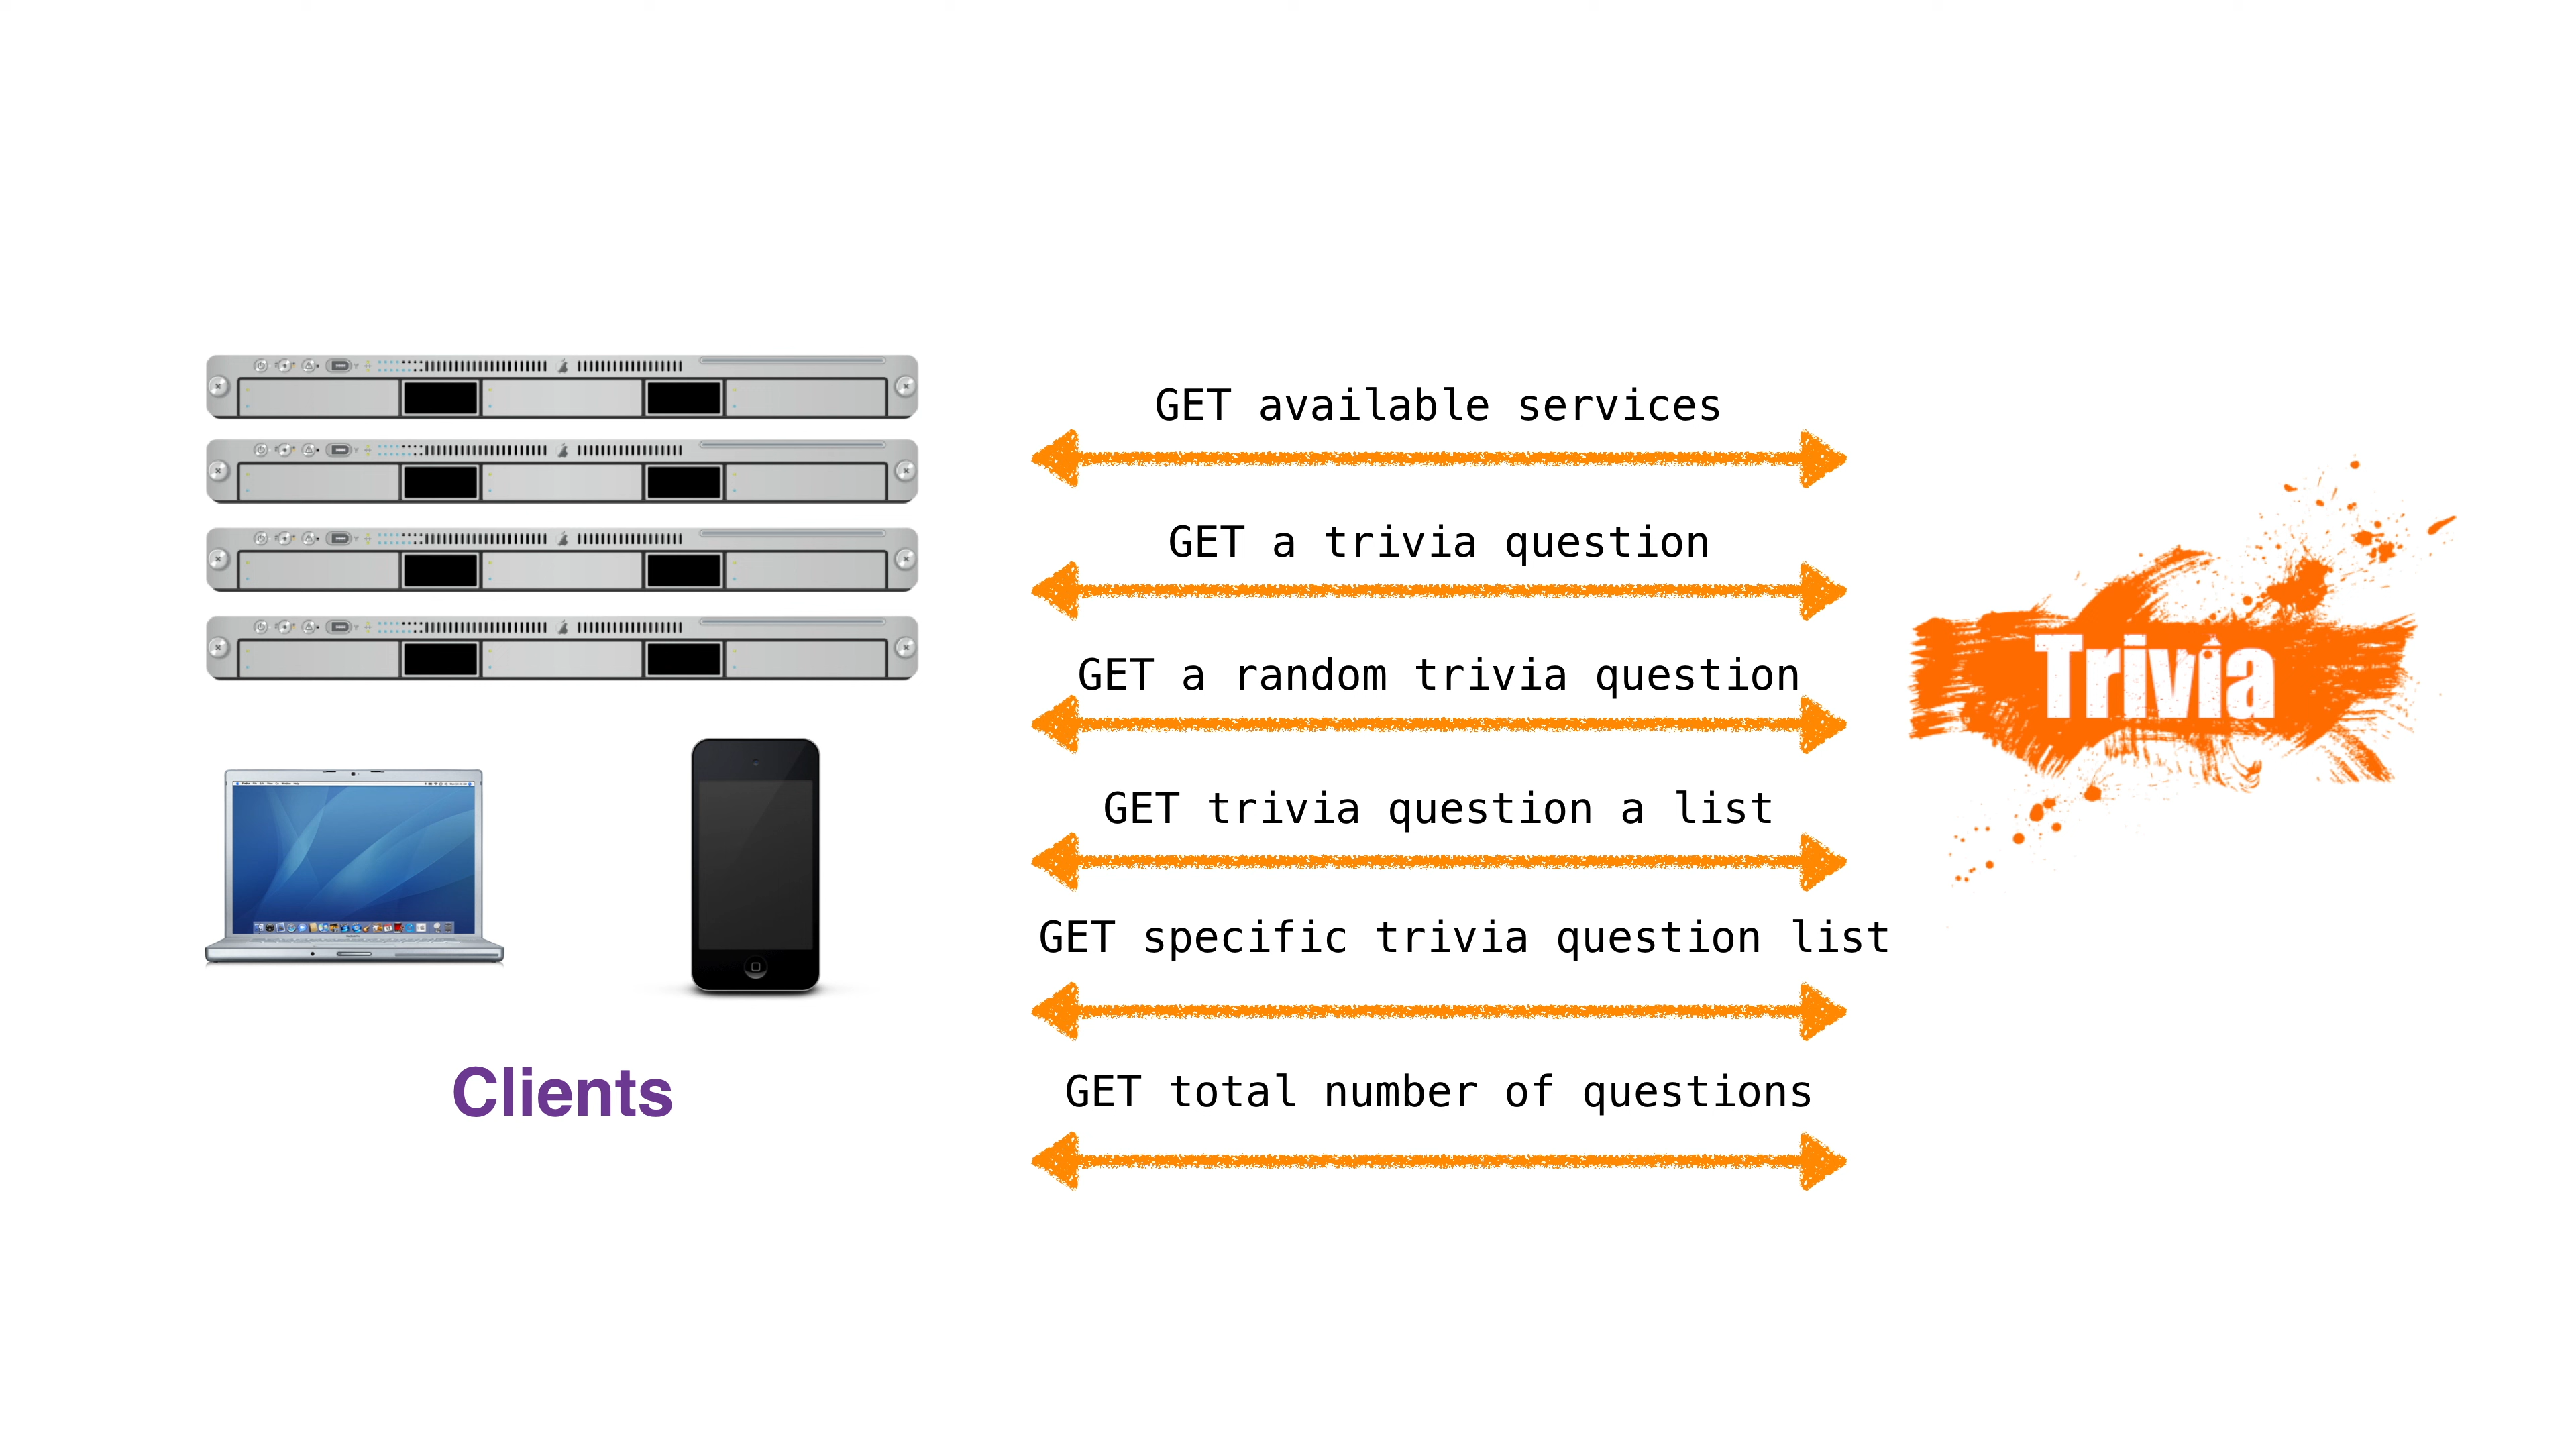 GET available services
GET a trivia question
GET a random trivia question
Trivia
GET trivia question a list
GET specific trivia question list
Clients
GET total number of questions